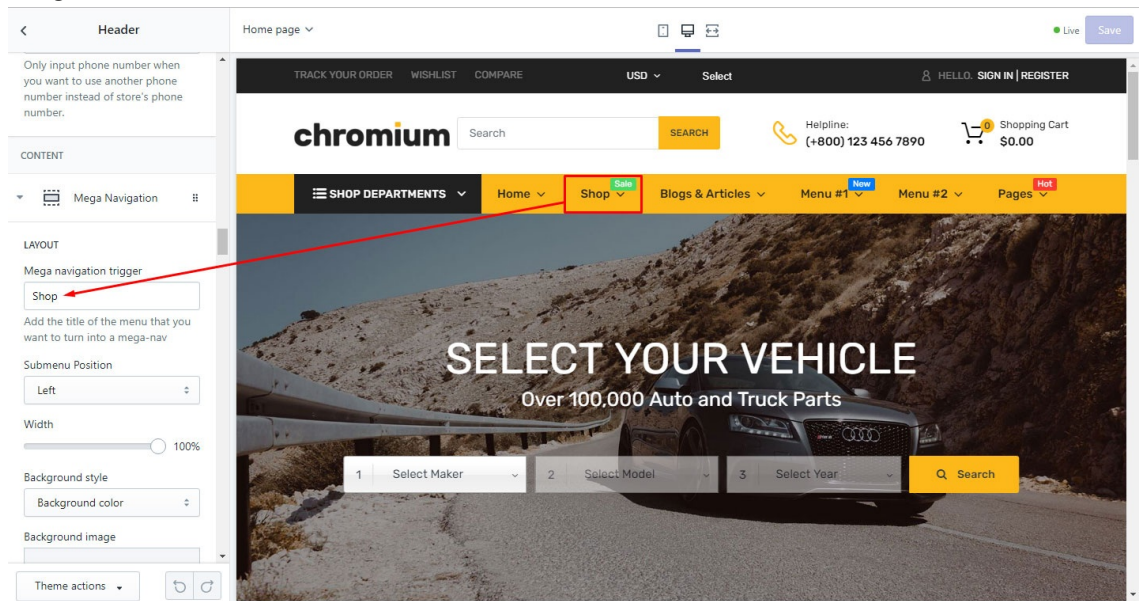 Header
Home page
Live
Save
Only input phone number when
you want to use another phone
number instead of store's phone
number.
CONTENT
Mega Navigation
LAYOUT
Mega navigation trigger
Shop
Add the title of the menu that you
want to turn into a mega-nav
Submenu Position
Left
Width
100%
Background style
Background color
Background image
Theme actions
TRACK YOUR ORDER WISHLIST COMPARE USD Select HELLO. SIGN IN | REGISTER
chromium
Search
SEARCH
Helpline:
(+800) 123 456 7890
0
Shopping Cart
$0.00
Sale New Hot
SHOP DEPARTMENTS Home Shop Blogs & Articles Menu #1 Menu #2 Pages
SELECT YOUR VEHICLE
Over 100,000 Auto and Truck Parts
1 Select Maker 2 Select Model 3 Select Year Search